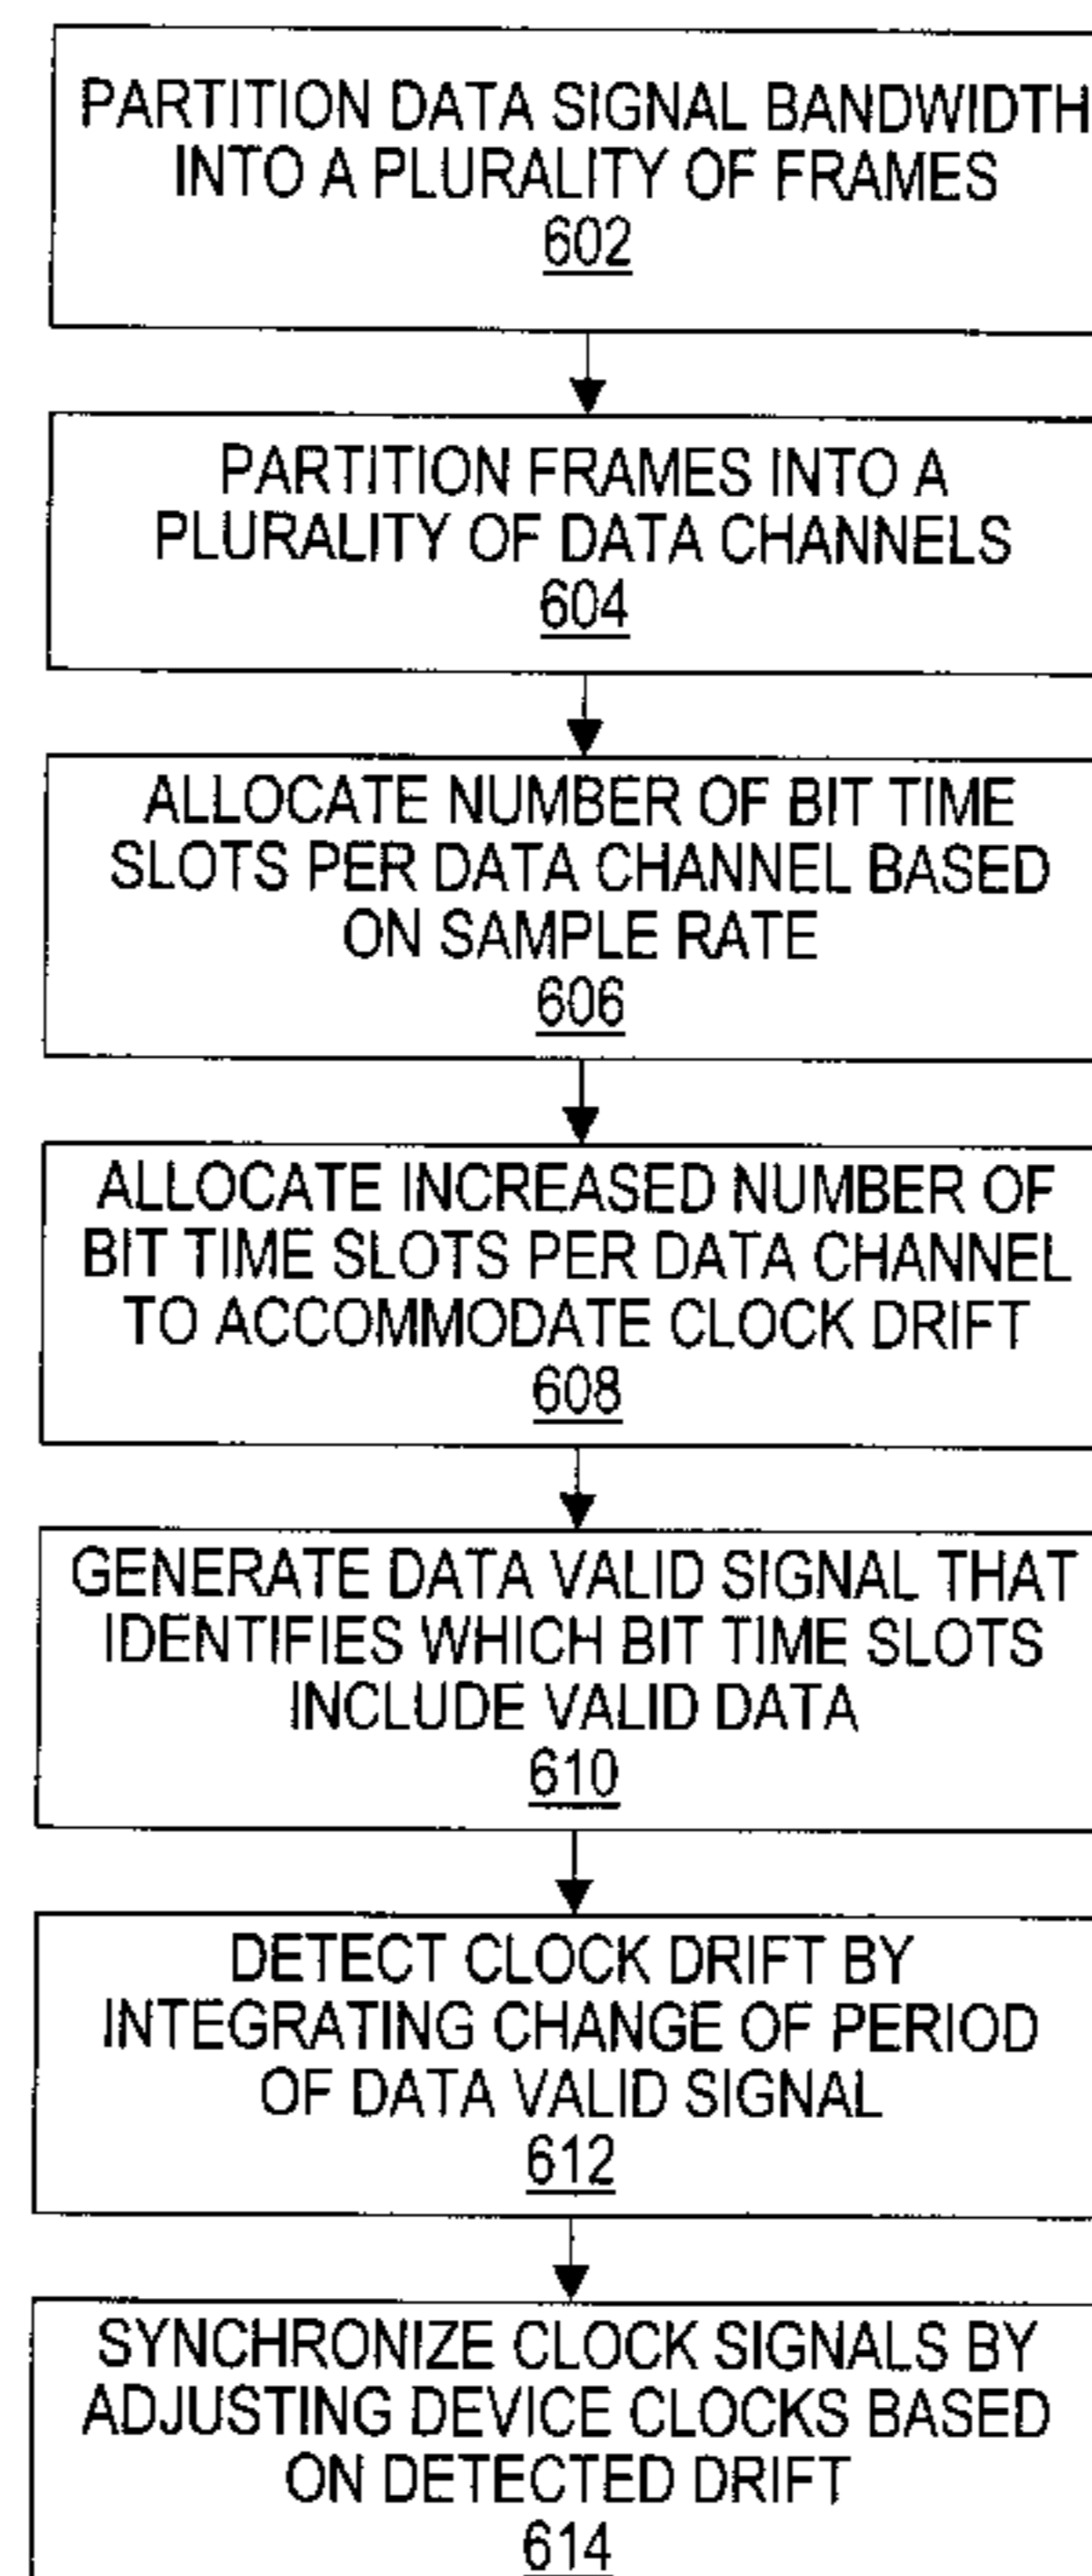 PARTITION DATA SIGNAL BANDWIDTH
INTO A PLURALITY OF FRAMES
602
PARTITION FRAMES INTO A
PLURALITY OF DATA CHANNELS
604
ALLOCATE NUMBER OF BIT TIME
SLOTS PER DATA CHANNEL BASED
ON SAMPLE RATE
606
ALLOCATE INCREASED NUMBER OF
BIT TIME SLOTS PER DATA CHANNEL
TO ACCOMMODATE CLOCK DRIFT
608
GENERATE DATA VALID SIGNAL THAT
IDENTIFIES WHICH BIT TIME SLOTS
INCLUDE VALID DATA
610
DETECT CLOCK DRIFT BY
INTEGRATING CHANGE OF PERIOD
OF DATA VALID SIGNAL
612
SYNCHRONIZE CLOCK SIGNALS BY
ADJUSTING DEVICE CLOCKS BASED
ON DETECTED DRIFT
614